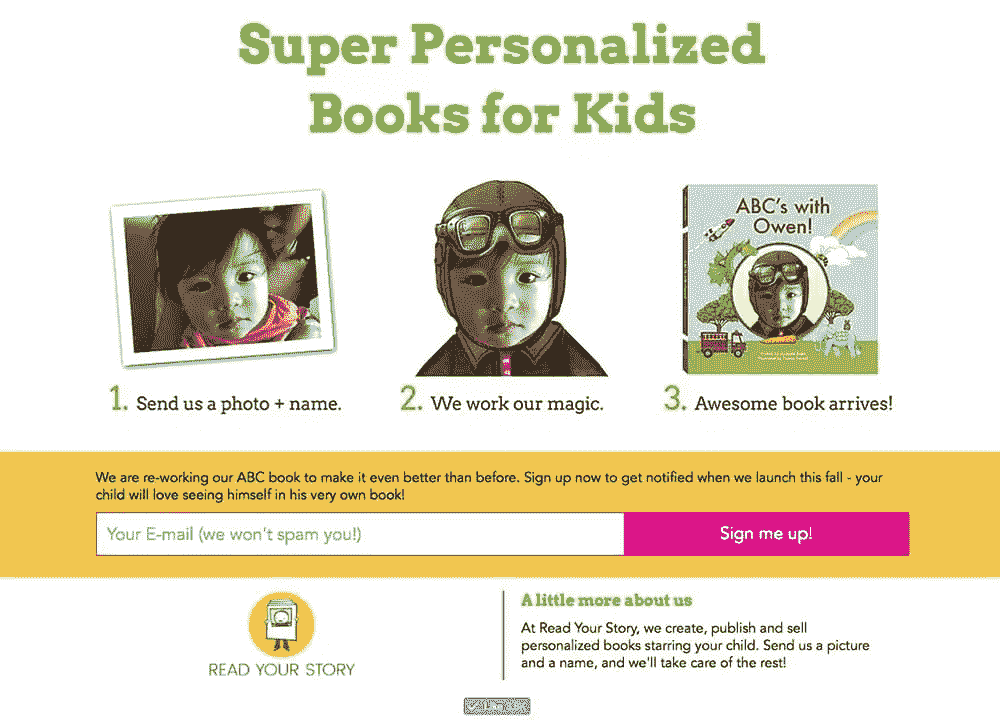 Super Personalized
Books for Kids
ABC's with
Owen!
1. Send us a photo + name.
2. We work our magic.
3. Awesome book arrives!
We are re-working our ABC book to make it even better than before. Sign up now to get notified when we launch this fall - your
child will love seeing himself in his very own book!
Your E-mail (we won't spam you!)
Sign me up!
READ YOUR STORY
A little more about us
At Read Your Story, we create, publish and sell
personalized books starring your child. Send us a picture
and a name, and we'll take care of the rest!